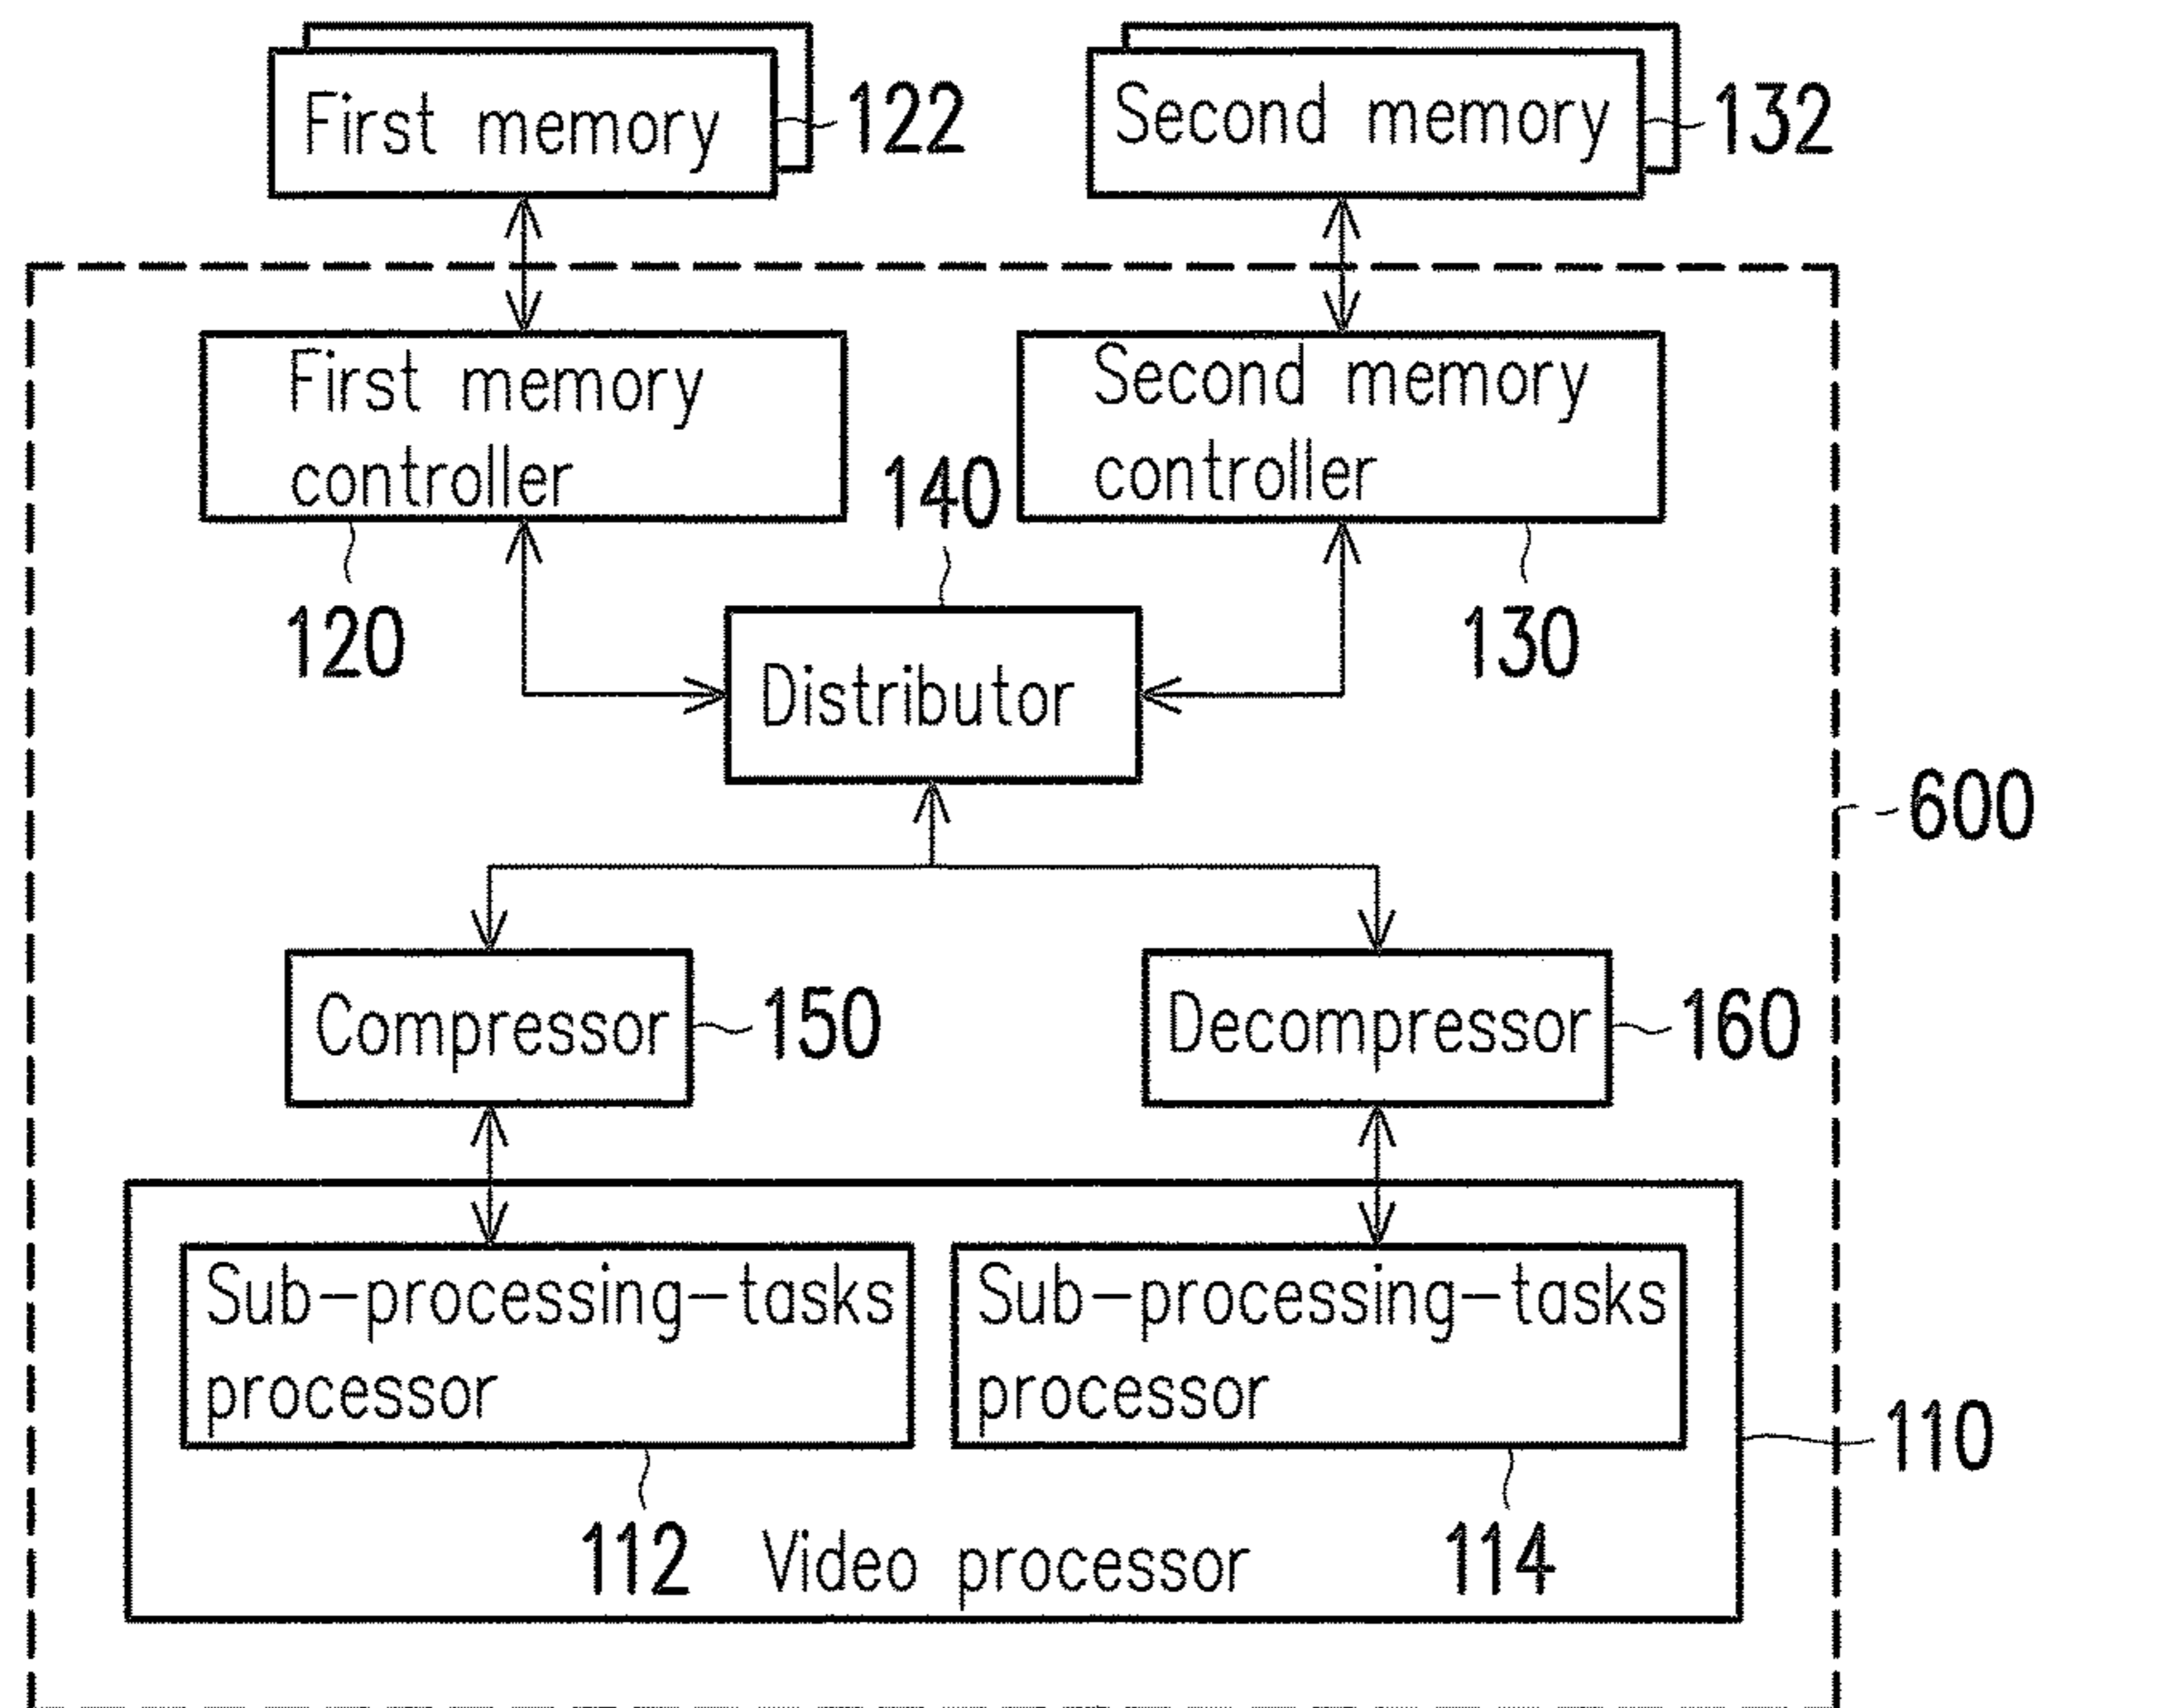 First memory
122
Second memory
132
First memory
controller
Second memory
controller
140
120
130
Distributor
600
Compressor
150
Decompressor
160
Sub-processing-tasks
processor
Sub-processing-tasks
processor
110
112
Video processor
114